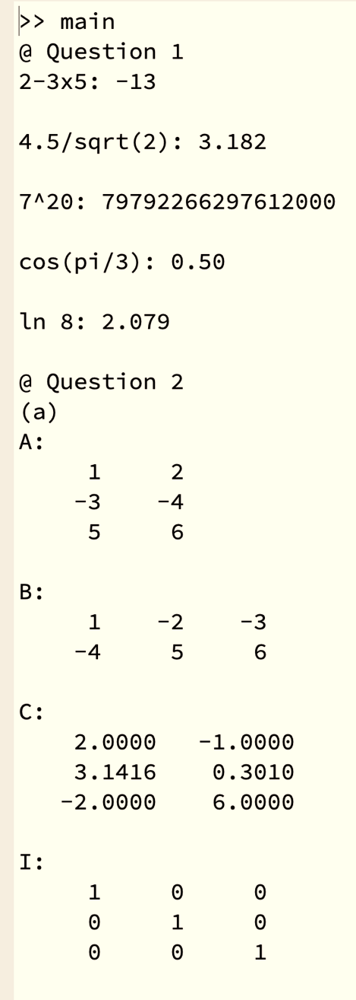 >> main
@ Question 1
2-3x5: -13
4.5/sqrt(2): 3.182
7^20: 79792266297612000
cos(pi/3): 0.50
ln 8: 2.079
@ Question 2
(a)
A:
1 2
-3 -4
5 6
B:
1 -2 -3
-4 5 6
C:
2.0000 -1.0000
3.1416 0.3010
-2.0000 6.0000
I:
1 0 0
0 1 0
0 0 1